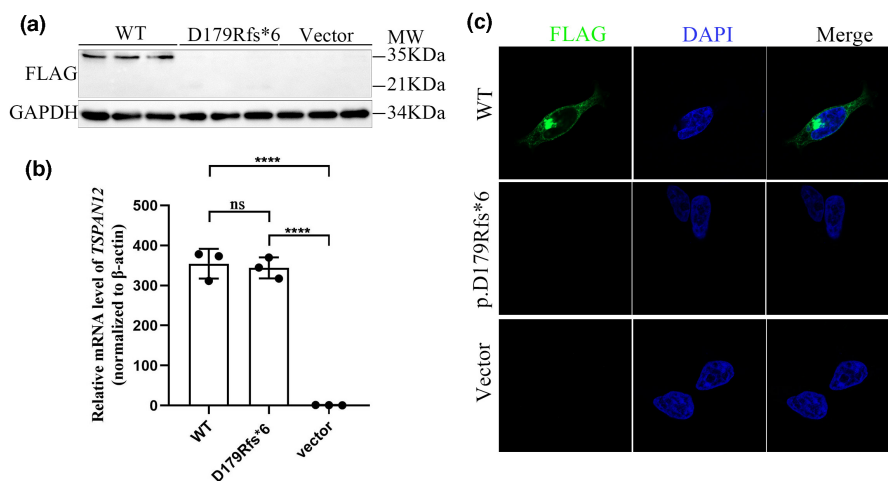 (a)
WT D179Rfs*6 Vector MW
FLAG
35KDa
21KDa
GAPDH
34KDa
(b)
Relative mRNA level of TSPAN12
(normalized to β-actin)
500
400
300
200
100
0
****
ns
****
WT
D179Rfs*6
vector
(c)
FLAG DAPI Merge
WT
p.D179Rfs*6
Vector